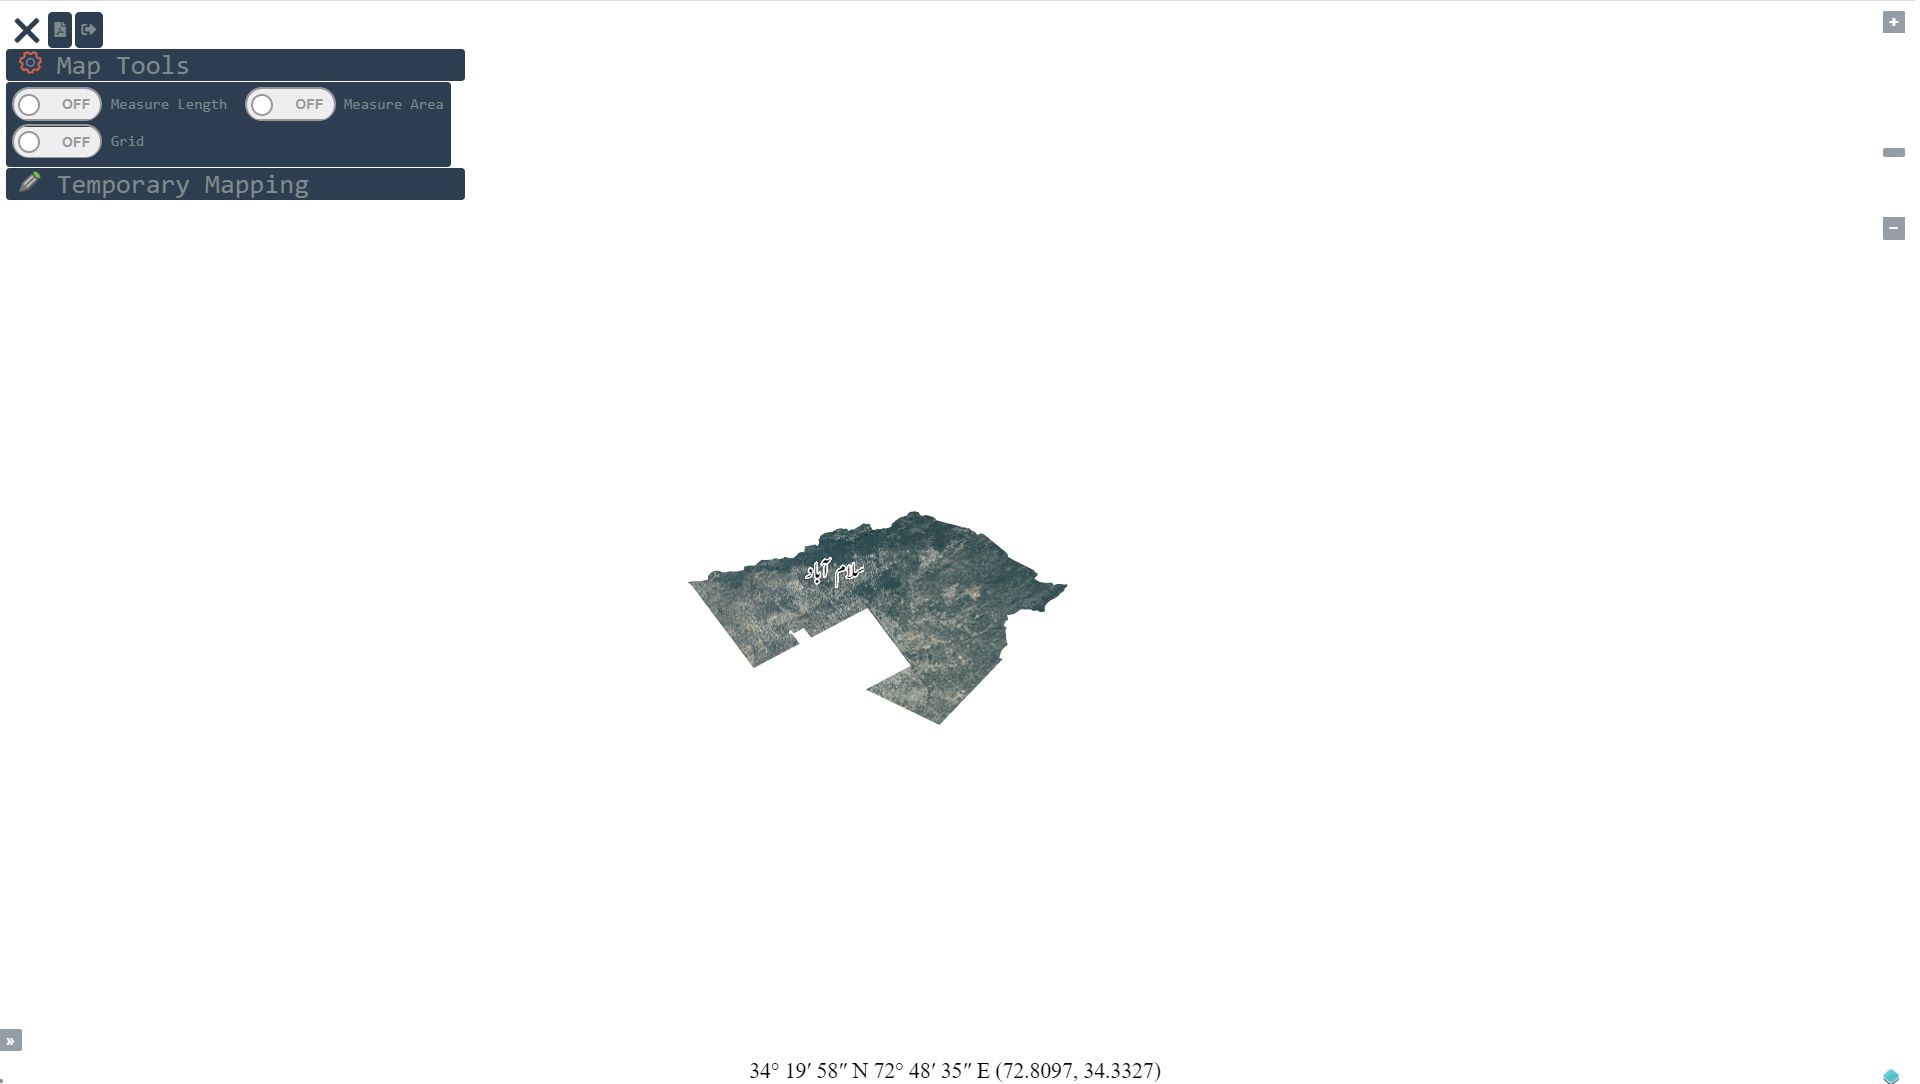 Map Tools
OFF Measure Length OFF Measure Area
OFF Grid
Temporary Mapping
سلام آباد
34° 19′ 58″ N 72° 48′ 35″ E (72.8097, 34.3327)